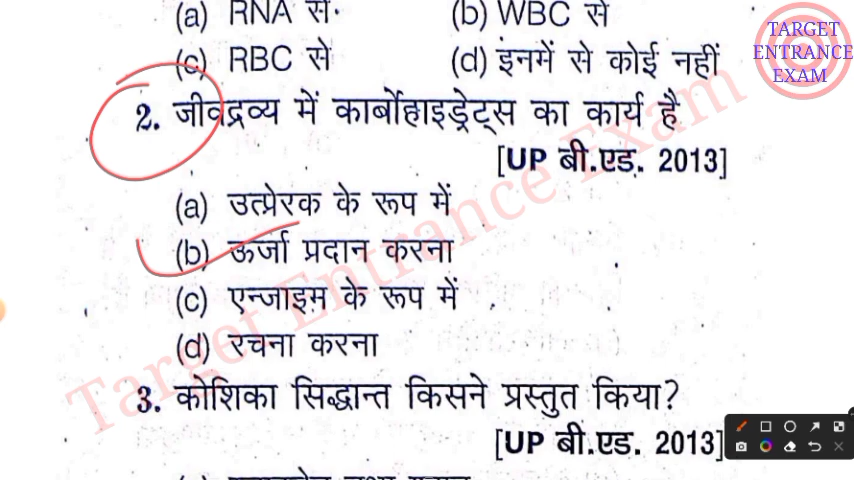 (a) RNA से (b) WBC से
(c) RBC से (d) इनमें से कोई नहीं
TARGET
ENTRANCE
EXAM
2. जीवद्रव्य में कार्बोहाइड्रेट्स का कार्य है
[UP बी.एड. 2013]
(a) उत्प्रेरक के रूप में
(b) ऊर्जा प्रदान करना
(c) एन्जाइम के रूप में
(d) रचना करना
Target Entrance Exam
3. कोशिका सिद्धान्त किसने प्रस्तुत किया?
[UP बी.एड. 2013]